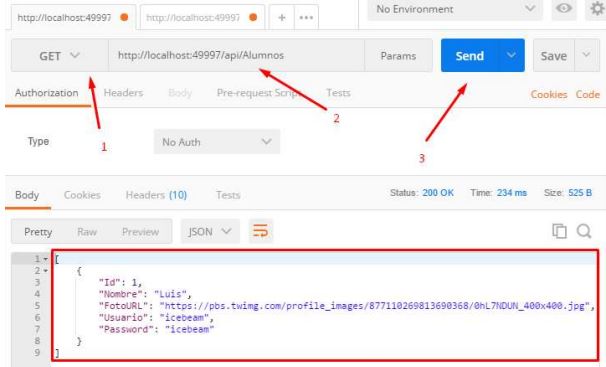 http://localhost:49997 http://localhost:49997 + ••• No Environment
GET http://localhost:49997/api/Alumnos Params Send Save
Authorization Headers Body Pre-request Script Tests Cookies Code
1
2
3
Type No Auth
Body Cookies Headers (10) Tests Status: 200 OK Time: 234 ms Size: 525 B
Pretty Raw Preview JSON
1 [
2 {
3 "Id": 1,
4 "Nombre": "Luis",
5 "FotoURL": "https://pbs.twimg.com/profile_images/877110269813690368/0hL7NDUN_400x400.jpg",
6 "Usuario": "icebeam",
7 "Password": "icebeam"
8 }
9 ]